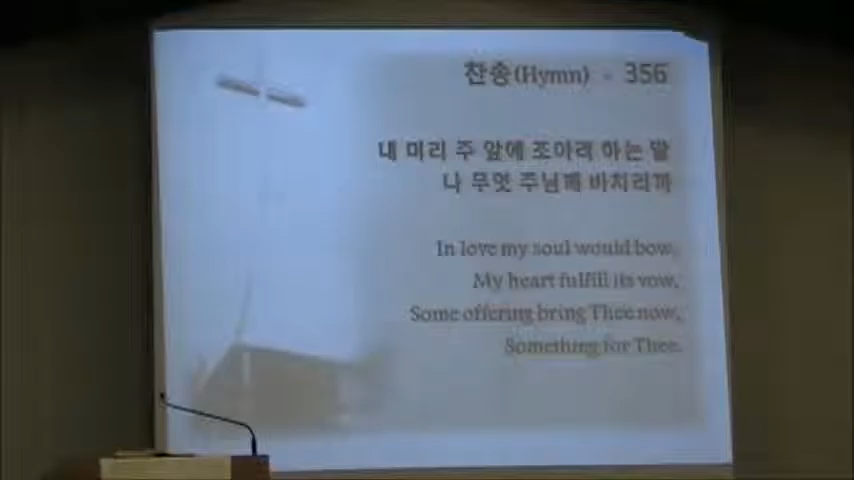 찬송(Hymn) - 356
내 머리 주 앞에 조아려 하는 말
나 무엇 주님께 바치리까
In love my soul would bow,
My heart fulfill its vow,
Some offering bring Thee now,
Something for Thee.